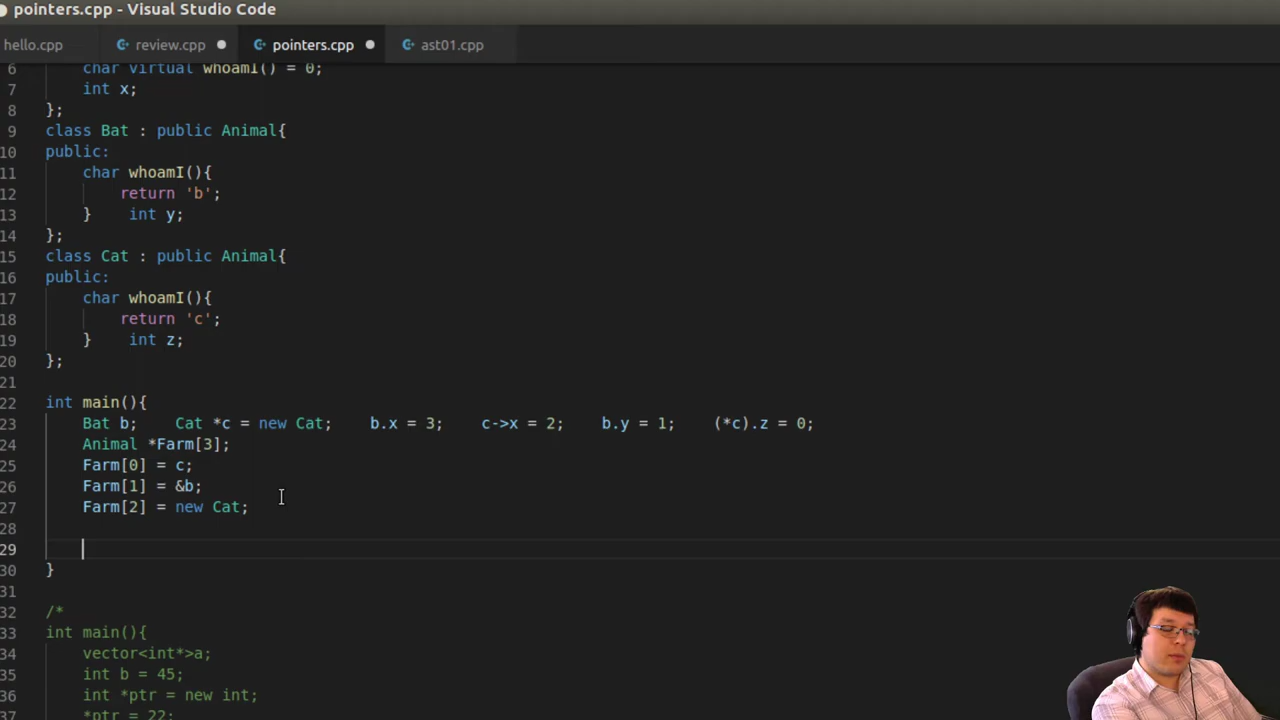 pointers.cpp - Visual Studio Code
hello.cpp review.cpp pointers.cpp ast01.cpp
6 char virtual whoamI() = 0;
7 int x;
8 };
9 class Bat : public Animal{
10 public:
11 char whoamI(){
12 return 'b';
13 } int y;
14 };
15 class Cat : public Animal{
16 public:
17 char whoamI(){
18 return 'c';
19 } int z;
20 };
21
22 int main(){
23 Bat b; Cat *c = new Cat; b.x = 3; c->x = 2; b.y = 1; (*c).z = 0;
24 Animal *Farm[3];
25 Farm[0] = c;
26 Farm[1] = &b;
27 Farm[2] = new Cat;
28
29
30 }
31
32 /*
33 int main(){
34 vector<int*>a;
35 int b = 45;
36 int *ptr = new int;
37 *ptr = 22;